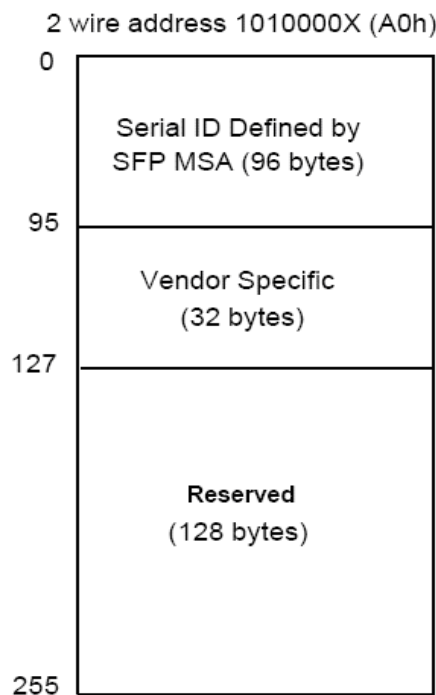 2 wire address 1010000X (A0h)
0
Serial ID Defined by
SFP MSA (96 bytes)
95
Vendor Specific
(32 bytes)
127
Reserved
(128 bytes)
255